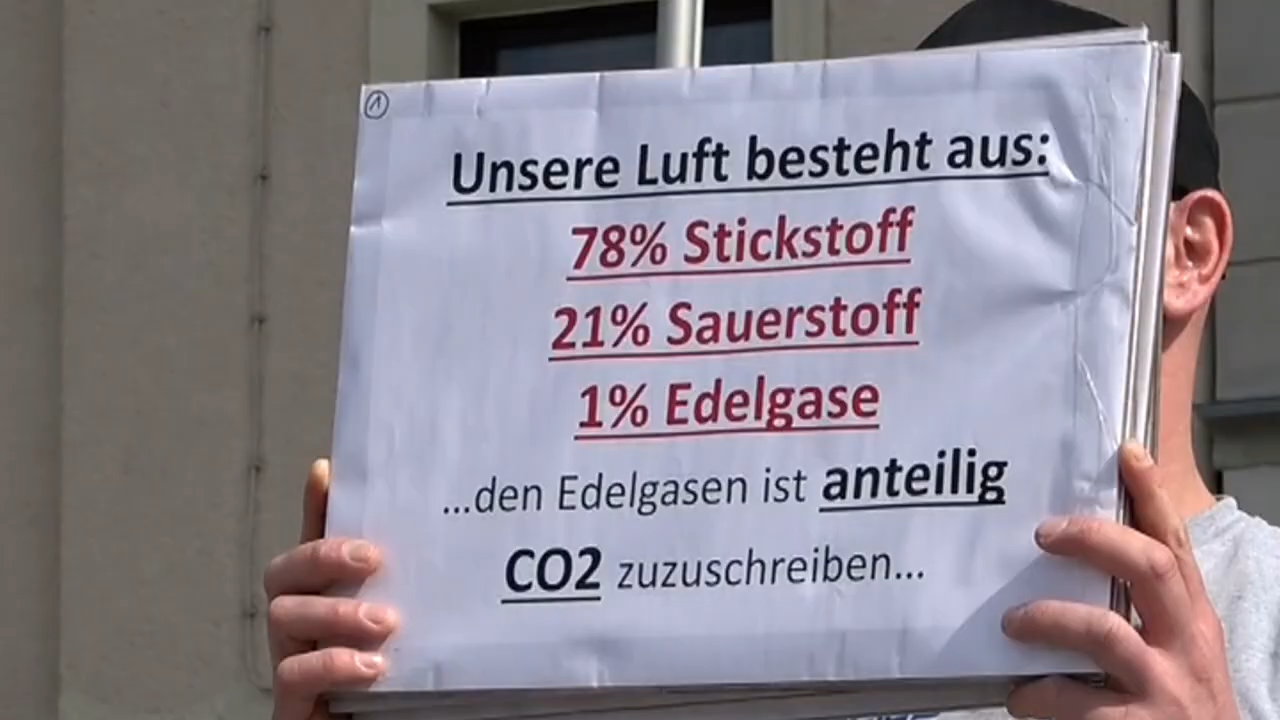 1
Unsere Luft besteht aus:
78% Stickstoff
21% Sauerstoff
1% Edelgase
...den Edelgasen ist anteilig
CO2 zuzuschreiben...